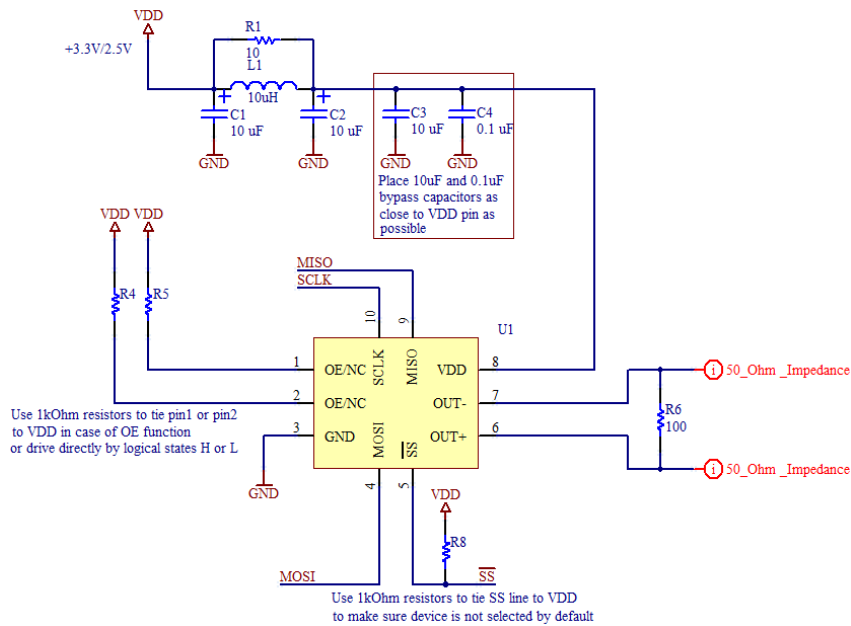 VDD
+3.3V/2.5V
R1
10
L1
10uH
C1
10 uF
C2
10 uF
C3
10 uF
C4
0.1 uF
GND
GND
GND
GND
Place 10uF and 0.1uF
bypass capacitors as
close to VDD pin as
possible
VDD VDD
R4
R5
MISO
SCLK
10
9
U1
1
OE/NC
SCLK
MISO
VDD
8
2
OE/NC
OUT-
7
3
GND
MOSI
SS
OUT+
6
4
5
50_Ohm _Impedance
R6
100
50_Ohm _Impedance
Use 1kOhm resistors to tie pin1 or pin2
to VDD in case of OE function
or drive directly by logical states H or L
GND
VDD
R8
MOSI
SS
Use 1kOhm resistors to tie SS line to VDD
to make sure device is not selected by default